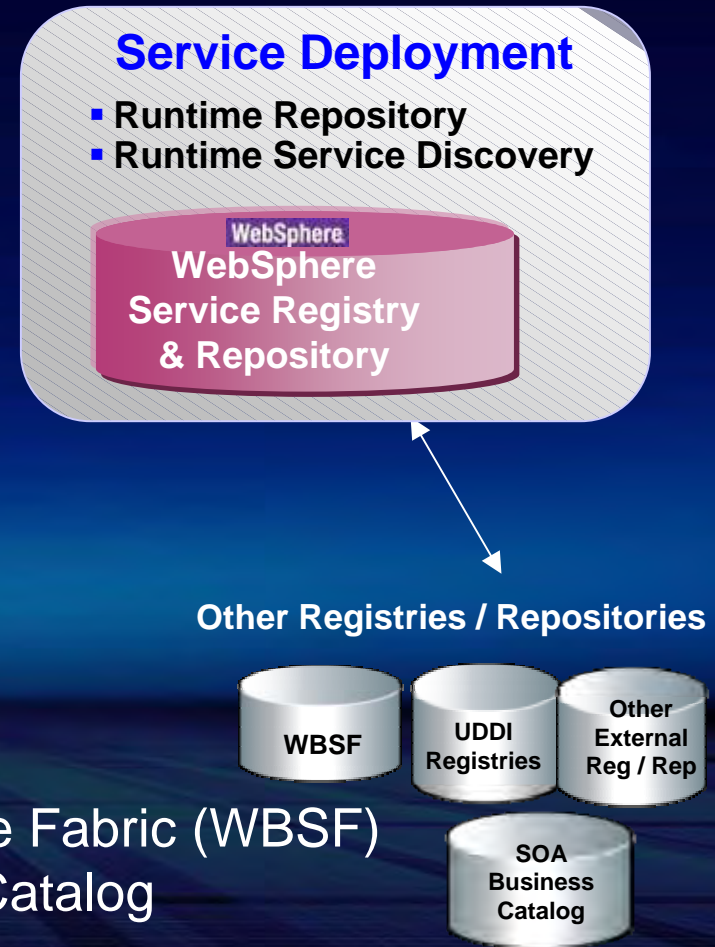 Service Deployment
▪ Runtime Repository
▪ Runtime Service Discovery
WebSphere
WebSphere
Service Registry
& Repository
Other Registries / Repositories
WBSF
UDDI
Registries
Other
External
Reg / Rep
e Fabric (WBSF)
Catalog
SOA
Business
Catalog